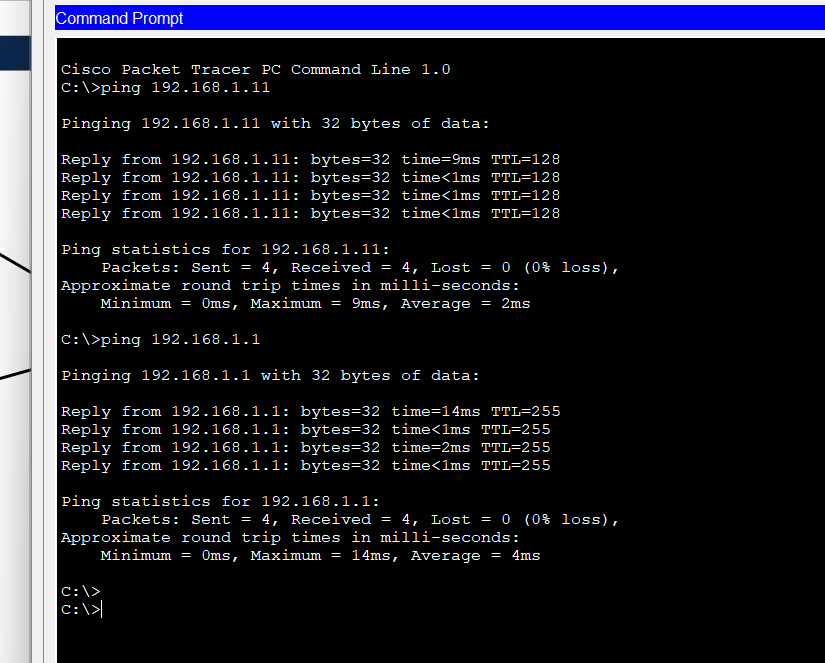 Command Prompt
Cisco Packet Tracer PC Command Line 1.0
C:\>ping 192.168.1.11
Pinging 192.168.1.11 with 32 bytes of data:
Reply from 192.168.1.11: bytes=32 time=9ms TTL=128
Reply from 192.168.1.11: bytes=32 time<1ms TTL=128
Reply from 192.168.1.11: bytes=32 time<1ms TTL=128
Reply from 192.168.1.11: bytes=32 time<1ms TTL=128
Ping statistics for 192.168.1.11:
    Packets: Sent = 4, Received = 4, Lost = 0 (0% loss),
Approximate round trip times in milli-seconds:
    Minimum = 0ms, Maximum = 9ms, Average = 2ms
C:\>ping 192.168.1.1
Pinging 192.168.1.1 with 32 bytes of data:
Reply from 192.168.1.1: bytes=32 time=14ms TTL=255
Reply from 192.168.1.1: bytes=32 time<1ms TTL=255
Reply from 192.168.1.1: bytes=32 time=2ms TTL=255
Reply from 192.168.1.1: bytes=32 time<1ms TTL=255
Ping statistics for 192.168.1.1:
    Packets: Sent = 4, Received = 4, Lost = 0 (0% loss),
Approximate round trip times in milli-seconds:
    Minimum = 0ms, Maximum = 14ms, Average = 4ms
C:\>
C:\>